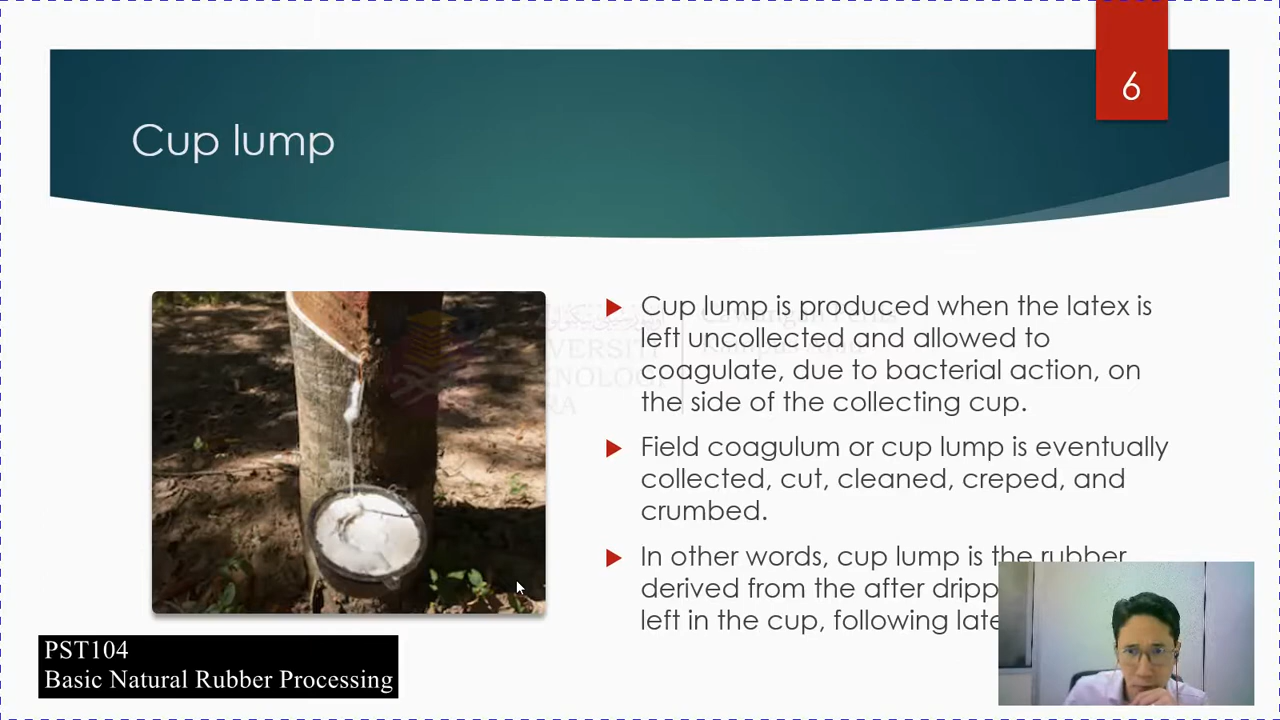 6
Cup lump
Cup lump is produced when the latex is
left uncollected and allowed to
coagulate, due to bacterial action, on
the side of the collecting cup.
Field coagulum or cup lump is eventually
collected, cut, cleaned, creped, and
crumbed.
In other words, cup lump is the rubber
derived from the after
left in the cup, following
UNIVERSITI
TEKNOLOGI
PST104
Basic Natural Rubber Processing